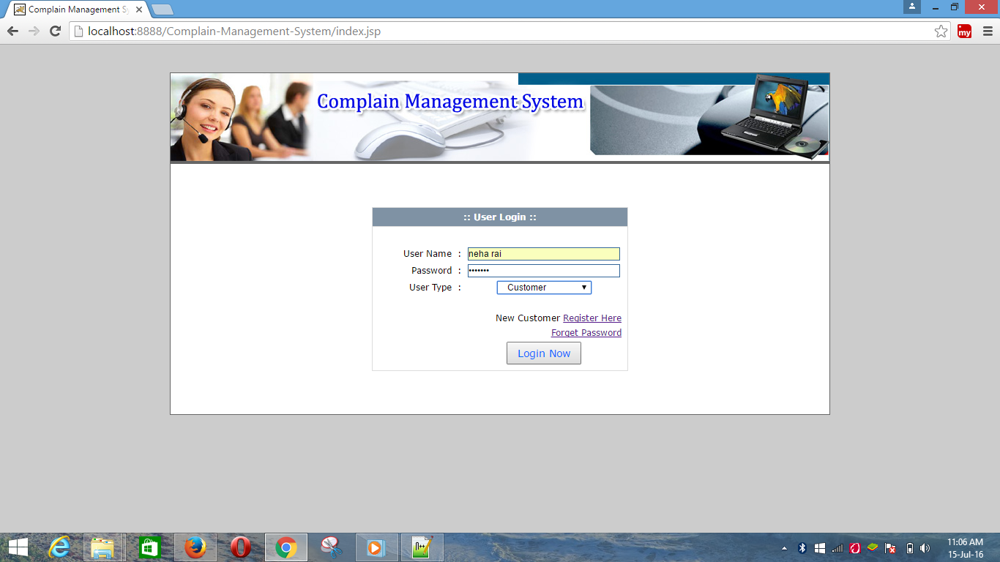 Complain Management Sy
localhost:8888/Complain-Management-System/index.jsp
my
Complain Management System
:: User Login ::
User Name :
neha rai
Password :
•••••••
User Type :
Customer
New Customer Register Here
Forget Password
Login Now
11:06 AM
15-Jul-16